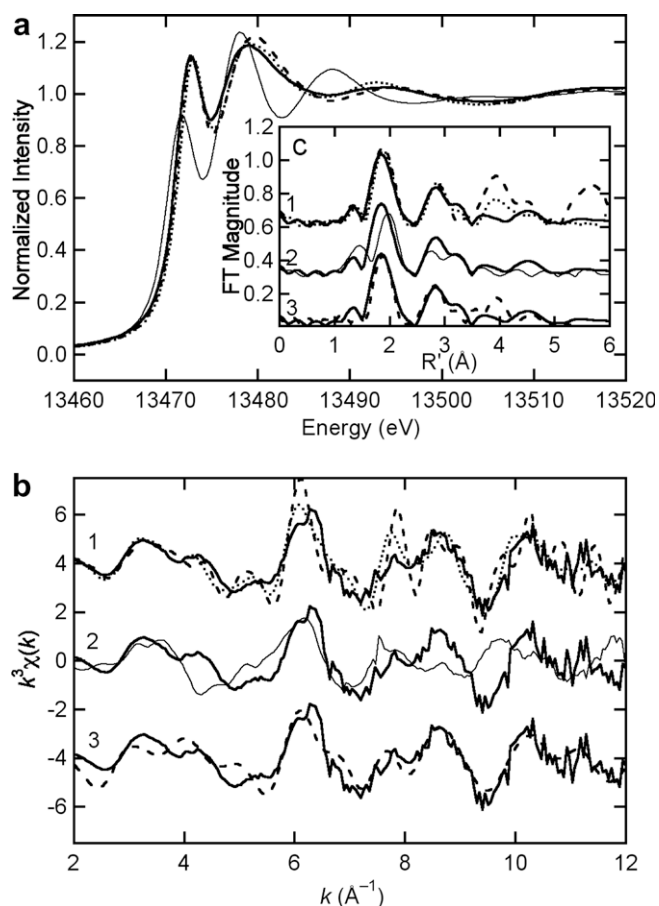 a
1.2
1.0
0.8
0.6
0.4
0.2
0.0
Normalized Intensity
13460 13470 13480 13490 13500 13510 13520
Energy (eV)
C
1.2
1.0
0.8
0.6
0.4
0.2
FT Magnitude
1
2
3
0 1 2 3 4 5 6
R' (Å)
b
6
4
2
0
-2
-4
-6
k³χ(k)
1
2
3
2 4 6 8 10 12
k (Å⁻¹)